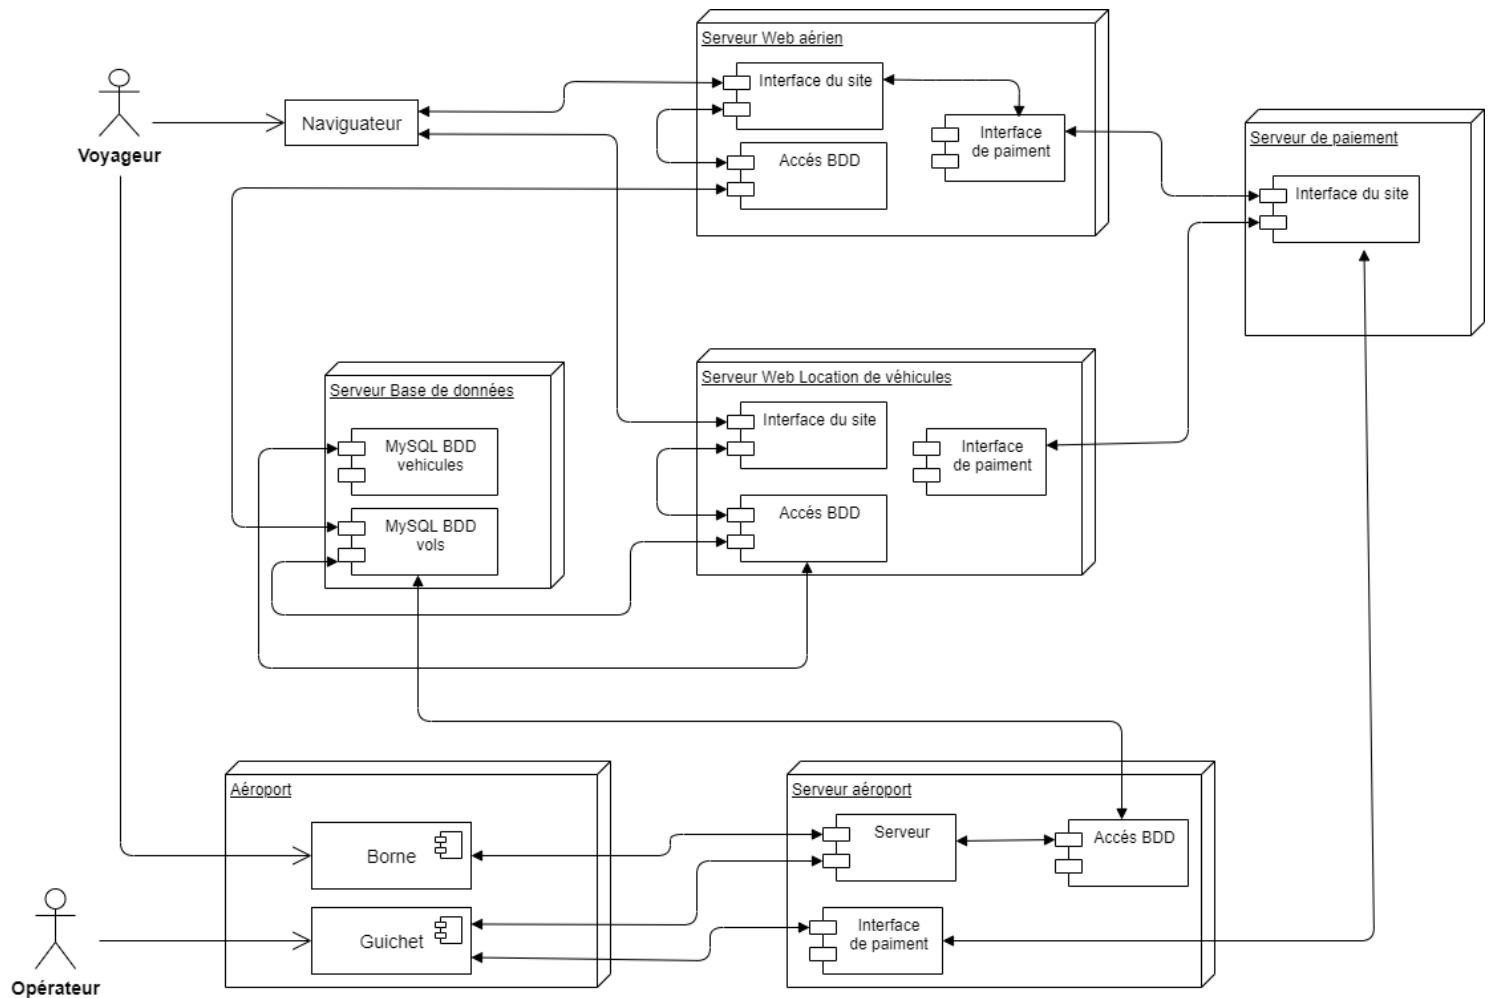 Serveur Web aérien
Interface du site
Interface
de paiment
Accés BDD
Voyageur
Naviguateur
Serveur de paiement
Interface du site
Serveur Base de données
MySQL BDD
vehicules
MySQL BDD
vols
Serveur Web Location de véhicules
Interface du site
Interface
de paiment
Accés BDD
Aéroport
Borne
Guichet
Opérateur
Serveur aéroport
Serveur
Accés BDD
Interface
de paiment